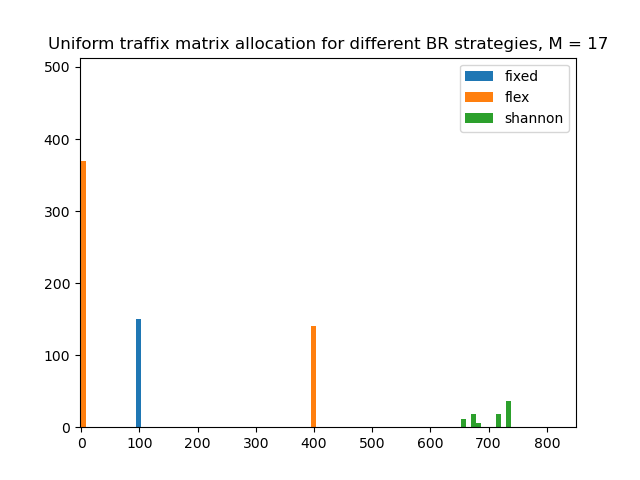 Uniform traffix matrix allocation for different BR strategies, M = 17
fixed
flex
shannon
500
400
300
200
100
0
0 100 200 300 400 500 600 700 800